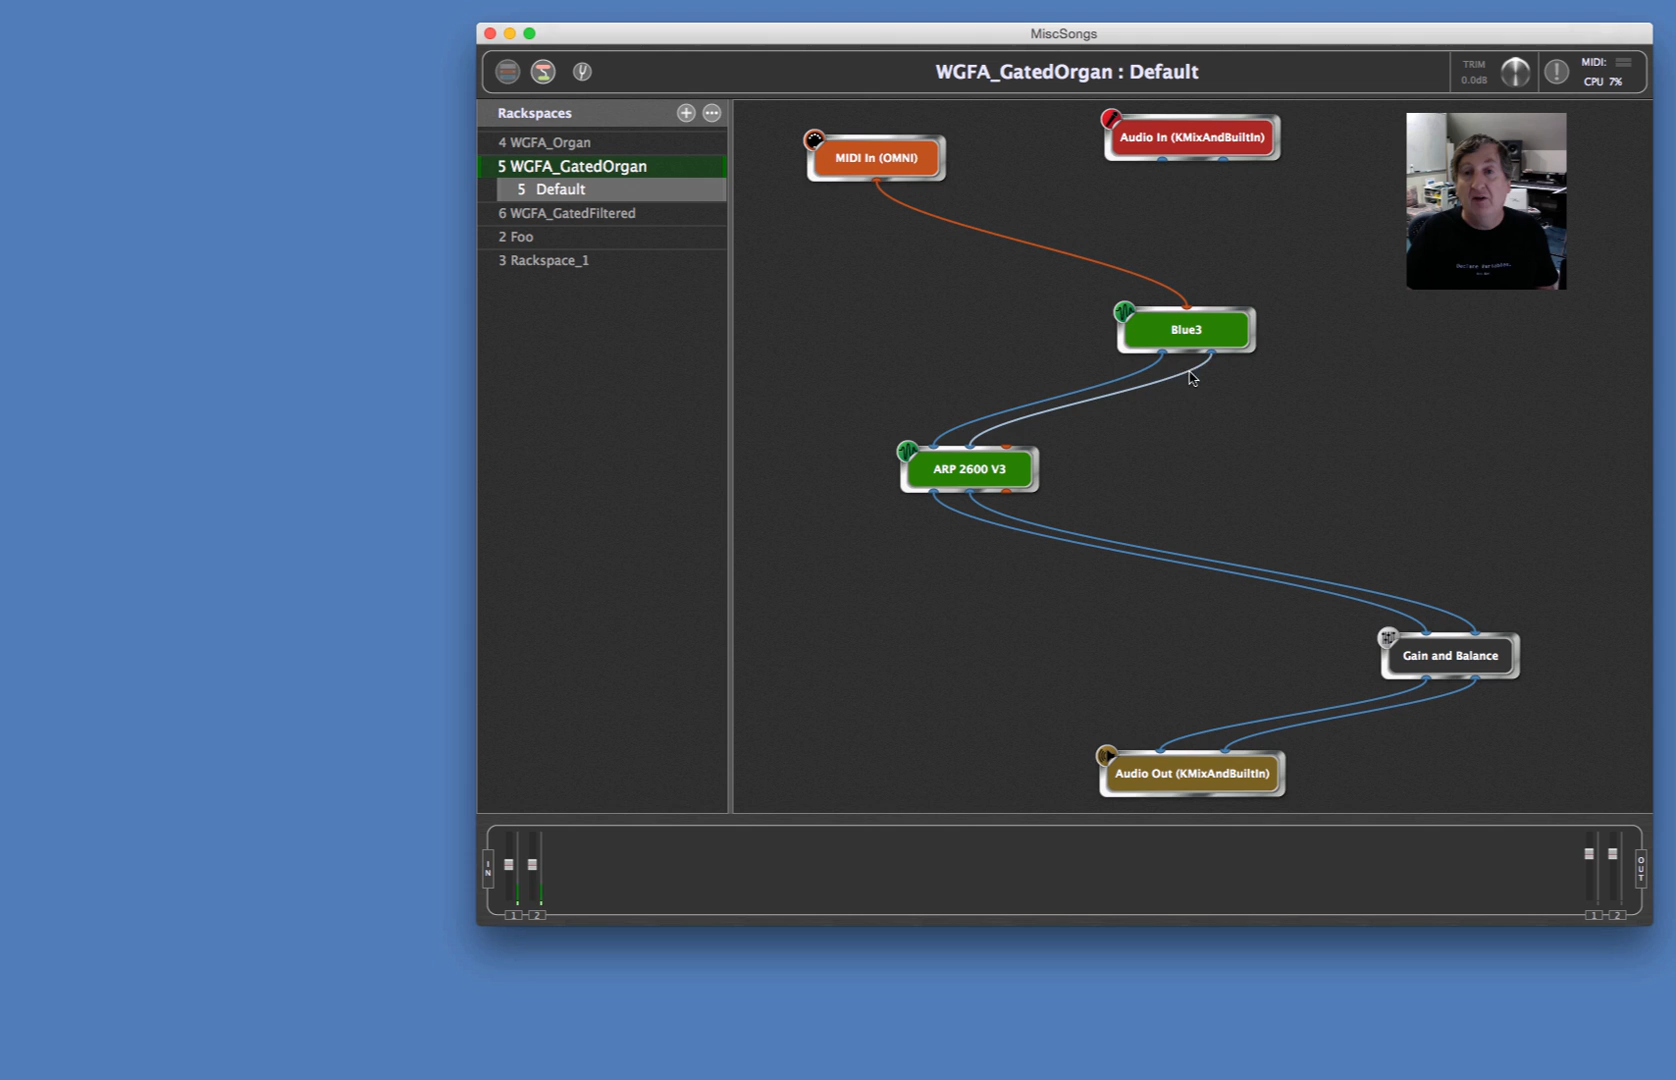 MiscSongs
WGFA_GatedOrgan : Default
TRIM
0.0dB
MIDI:
CPU 7%
Rackspaces
4 WGFA_Organ
5 WGFA_GatedOrgan
5 Default
6 WGFA_GatedFiltered
2 Foo
3 Rackspace_1
MIDI In (OMNI)
Audio In (KMixAndBuiltIn)
Declare Variables,
Blue3
ARP 2600 V3
Gain and Balance
Audio Out (KMixAndBuiltIn)
IN
1 2
OUT
1 2